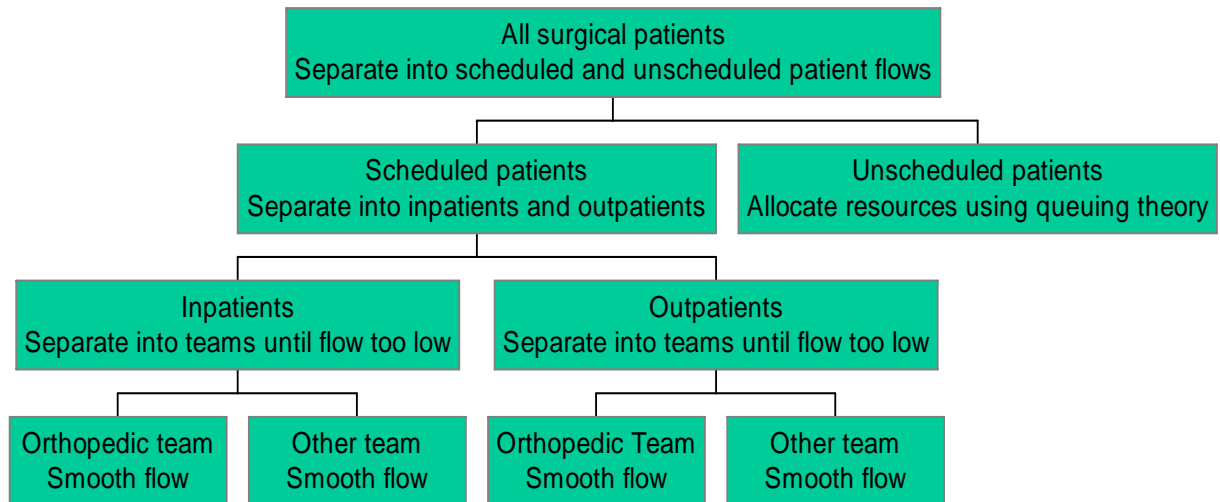 All surgical patients
Separate into scheduled and unscheduled patient flows
Scheduled patients
Separate into inpatients and outpatients
Unscheduled patients
Allocate resources using queuing theory
Inpatients
Separate into teams until flow too low
Outpatients
Separate into teams until flow too low
Orthopedic team
Smooth flow
Other team
Smooth flow
Orthopedic Team
Smooth flow
Other team
Smooth flow